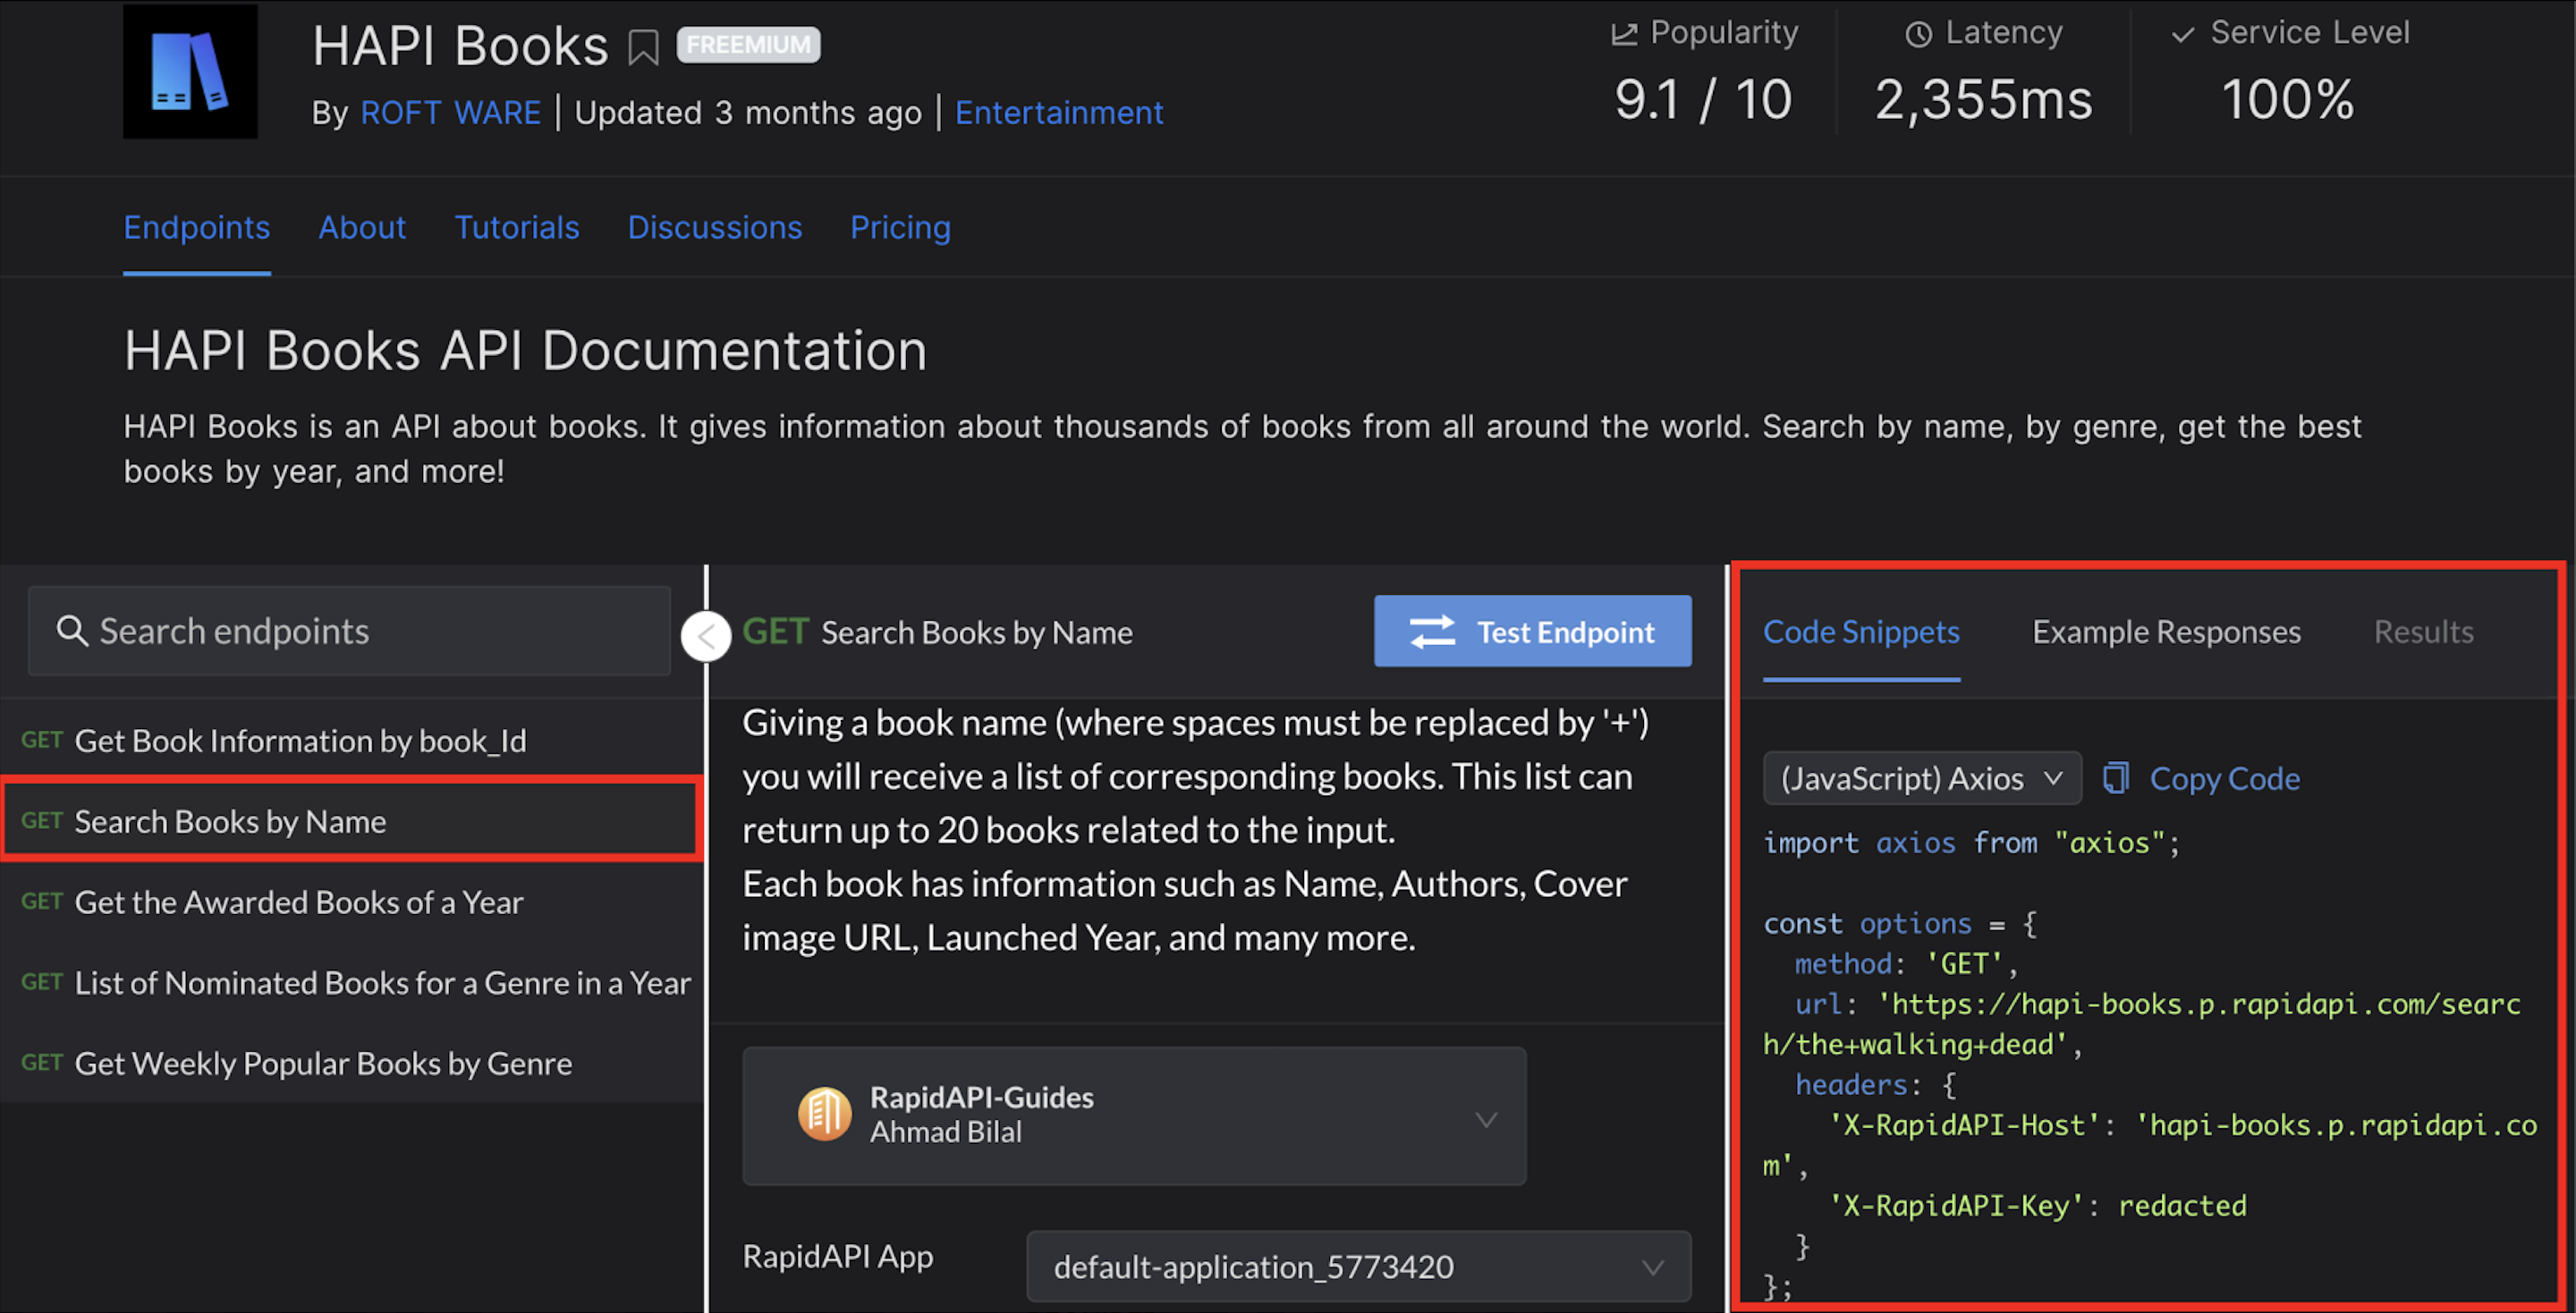 HAPI Books FREEMIUM
By ROFT WARE | Updated 3 months ago | Entertainment
Popularity
9.1 / 10
Latency
2,355ms
Service Level
100%
Endpoints About Tutorials Discussions Pricing
HAPI Books API Documentation
HAPI Books is an API about books. It gives information about thousands of books from all around the world. Search by name, by genre, get the best
books by year, and more!
Search endpoints
GET Get Book Information by book_Id
GET Search Books by Name
GET Get the Awarded Books of a Year
GET List of Nominated Books for a Genre in a Year
GET Get Weekly Popular Books by Genre
GET Search Books by Name
Test Endpoint
Giving a book name (where spaces must be replaced by '+')
you will receive a list of corresponding books. This list can
return up to 20 books related to the input.
Each book has information such as Name, Authors, Cover
image URL, Launched Year, and many more.
RapidAPI-Guides
Ahmad Bilal
RapidAPI App default-application_5773420
Code Snippets Example Responses Results
(JavaScript) Axios Copy Code
import axios from "axios";
const options = {
method: 'GET',
url: 'https://hapi-books.p.rapidapi.com/searc
h/the+walking+dead',
headers: {
'X-RapidAPI-Host': 'hapi-books.p.rapidapi.co
m',
'X-RapidAPI-Key': redacted
}
};